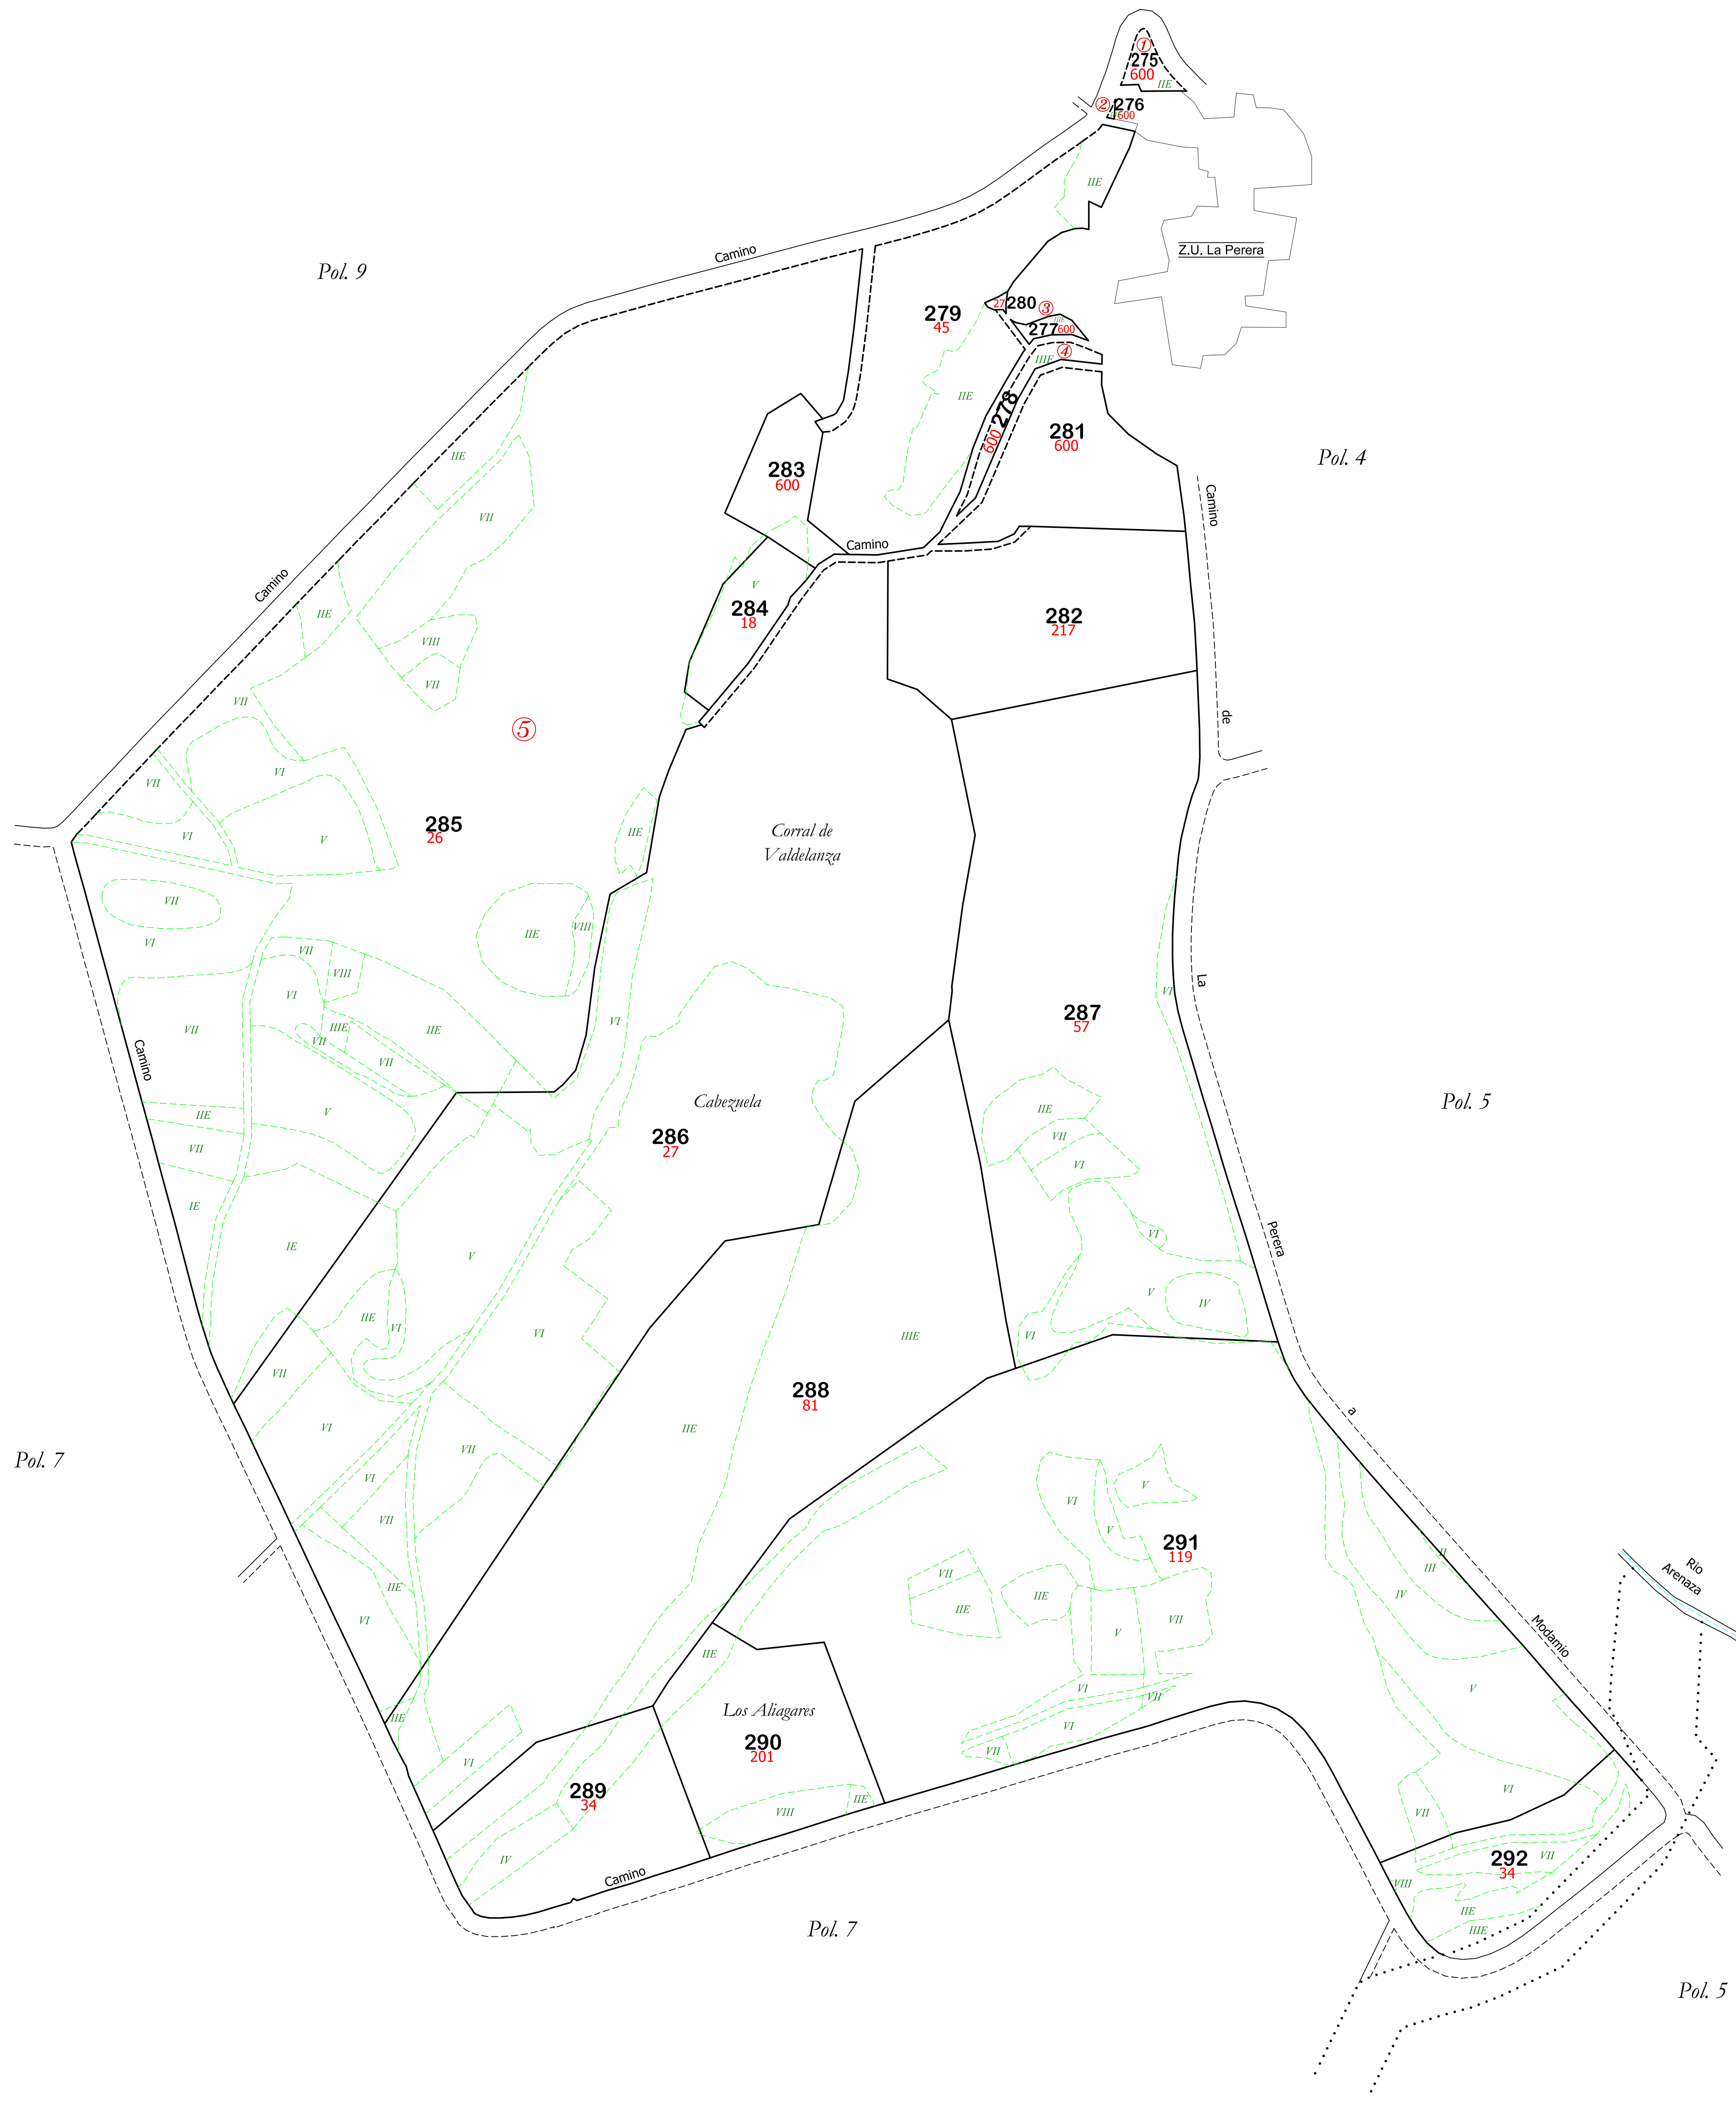 ①
275
600
IIE
② 276
600
IIE
Z.U. La Perera
Camino
Pol. 9
27 280
③
279
45
IIIE
277 600
④
IIIE
IIE
278
600
281
600
Pol. 4
IIE
283
600
Camino
VII
Camino
Camino
V
284
18
282
217
IIE
VIII
VII
VII
de
⑤
VI
VII
285
26
IIE
Corral de
Valdelanza
VI
V
VII
VI
IIE
VIII
VII
VIII
La
VI
VI
287
57
VI
VII
IIIE
IIE
VII
VII
Camino
Cabezuela
Pol. 5
IIE
V
IIE
286
27
VII
VII
VI
IE
Perera
VI
IE
V
V
IV
IIE
VI
VI
IIIE
VI
VII
288
81
a
VI
IIE
VII
Pol. 7
VI
V
VI
VII
V
291
119
II
III
Rio
Arenaza
VII
IIE
IIE
IIE
IV
VI
VII
V
Modamio
IIE
VI
V
VII
IIE
Los Aliagares
VI
290
201
VI
VII
289
34
VI
IIE
VIII
VII
IV
292
34
VII
Camino
VIII
IIE
IIIE
Pol. 7
Pol. 5